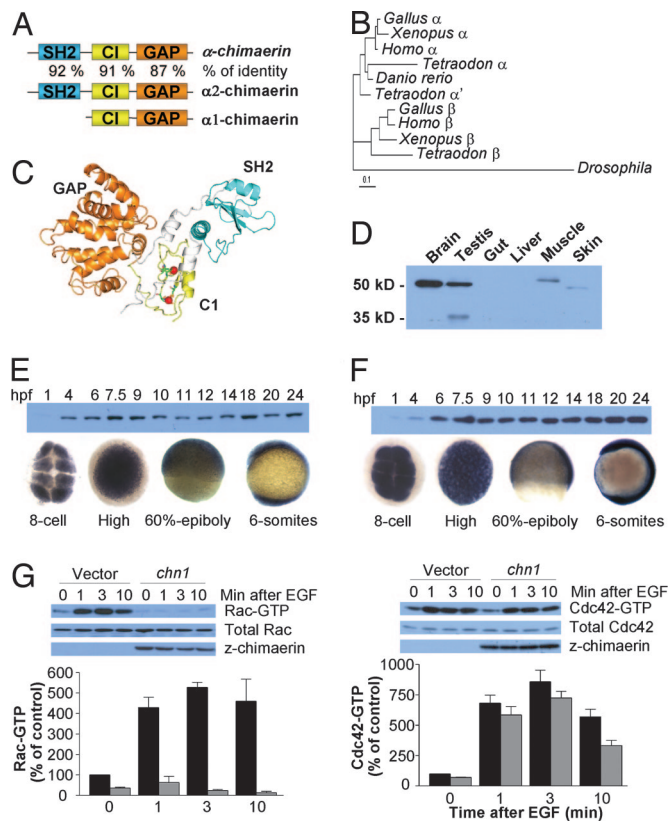 A
SH2 CI GAP α-chimaerin
92 % 91 % 87 % % of identity
SH2 CI GAP α2-chimaerin
CI GAP α1-chimaerin
B
Gallus α
Xenopus α
Homo α
Tetraodon α
Danio rerio
Tetraodon α'
Gallus β
Homo β
Xenopus β
Tetraodon β
Drosophila
0.1
C
GAP
SH2
C1
D
Brain Testis Gut Liver Muscle Skin
50 kD -
35 kD -
E
hpf 1 4 6 7.5 9 10 11 12 14 18 20 24
8-cell High 60%-epiboly 6-somites
F
hpf 1 4 6 7.5 9 10 11 12 14 18 20 24
8-cell High 60%-epiboly 6-somites
G
Vector chn1
0 1 3 10 0 1 3 10 Min after EGF
Rac-GTP
Total Rac
z-chimaerin
Rac-GTP
(% of control)
600
500
400
300
200
100
0
0 1 3 10
Vector chn1
0 1 3 10 0 1 3 10 Min after EGF
Cdc42-GTP
Total Cdc42
z-chimaerin
Cdc42-GTP
(% of control)
1000
750
500
250
0
0 1 3 10
Time after EGF (min)